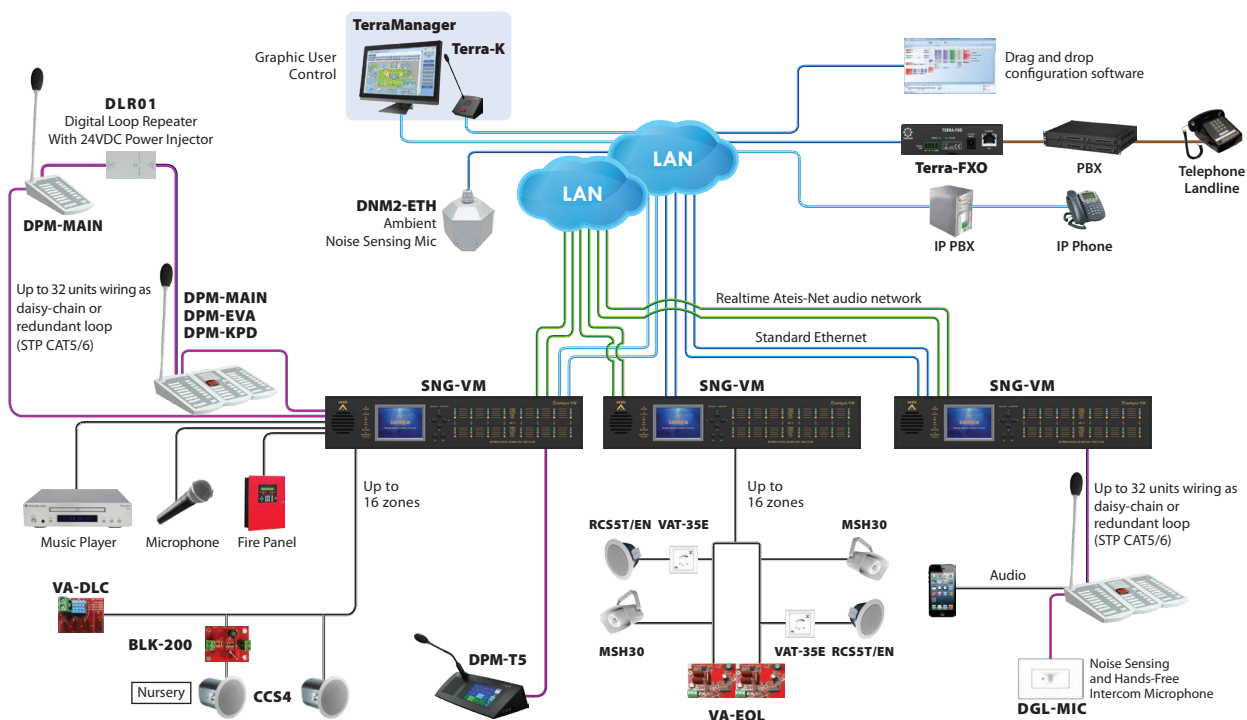 TerraManager
Terra-K
Graphic User
Control
Drag and drop
configuration software
DLR01
Digital Loop Repeater
With 24VDC Power Injector
DPM-MAIN
LAN
LAN
TERRA-FXO
Terra-FXO
PBX
Telephone
Landline
DNM2-ETH
Ambient
Noise Sensing Mic
IP PBX
IP Phone
Up to 32 units wiring as
daisy-chain or
redundant loop
(STP CAT5/6)
DPM-MAIN
DPM-EVA
DPM-KPD
Realtime Ateis-Net audio network
Standard Ethernet
SNG-VM
SNG-VM
SNG-VM
Up to
16 zones
Up to
16 zones
Up to 32 units wiring as
daisy-chain or
redundant loop
(STP CAT5/6)
Music Player
Microphone
Fire Panel
RCS5T/EN
VAT-35E
MSH30
Audio
VA-DLC
BLK-200
MSH30
VAT-35E
RCS5T/EN
DPM-T5
Nursery
CCS4
VA-EOL
Noise Sensing
and Hands-Free
Intercom Microphone
DGL-MIC